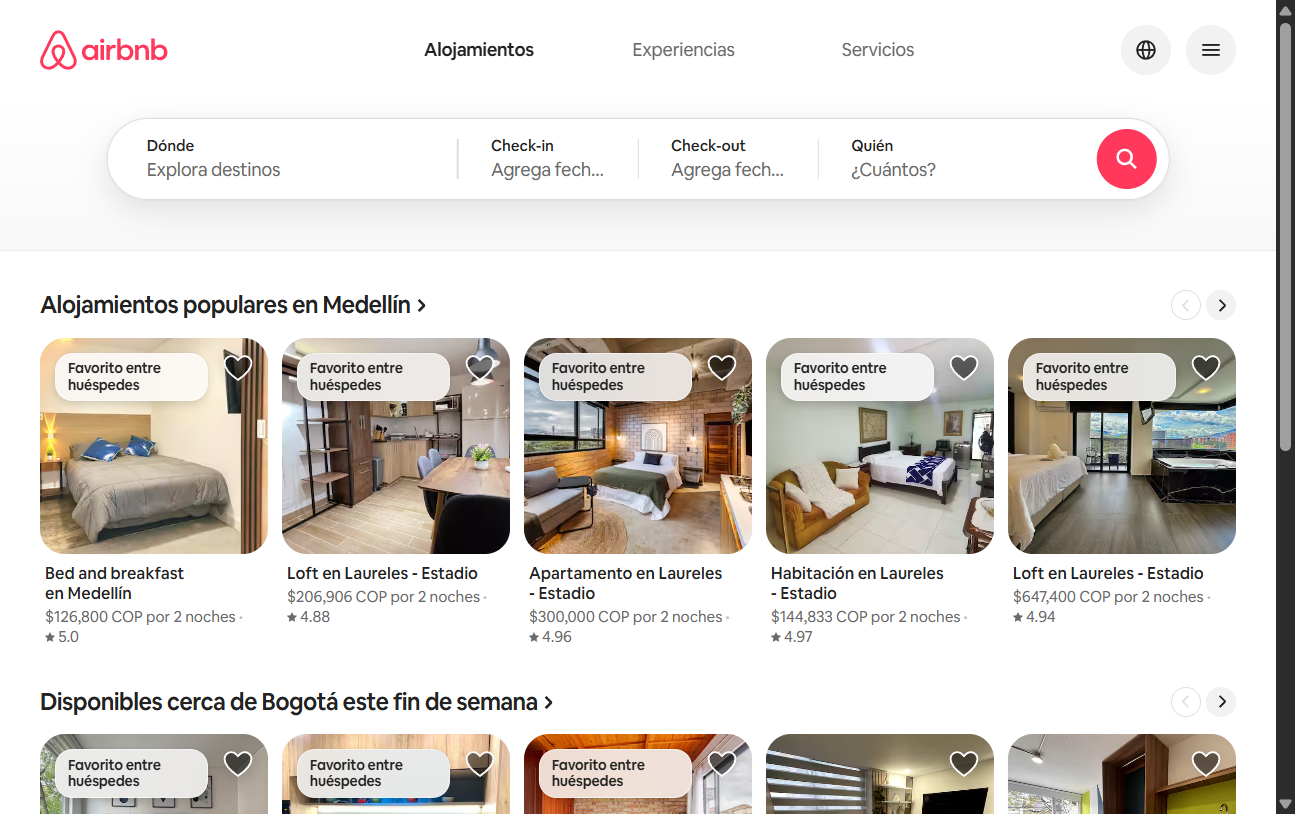 airbnb
Alojamientos
Experiencias
Servicios
Dónde
Explora destinos
Check-in
Agrega fech...
Check-out
Agrega fech...
Quién
¿Cuántos?
Alojamientos populares en Medellín
Favorito entre
huéspedes
Bed and breakfast
en Medellín
$126,800 COP por 2 noches ·
★ 5.0
Favorito entre
huéspedes
Loft en Laureles - Estadio
$206,906 COP por 2 noches ·
★ 4.88
Favorito entre
huéspedes
Apartamento en Laureles
- Estadio
$300,000 COP por 2 noches ·
★ 4.96
Favorito entre
huéspedes
Habitación en Laureles
- Estadio
$144,833 COP por 2 noches ·
★ 4.97
Favorito entre
huéspedes
Loft en Laureles - Estadio
$647,400 COP por 2 noches ·
★ 4.94
Disponibles cerca de Bogotá este fin de semana
Favorito entre
huéspedes
Favorito entre
huéspedes
Favorito entre
huéspedes